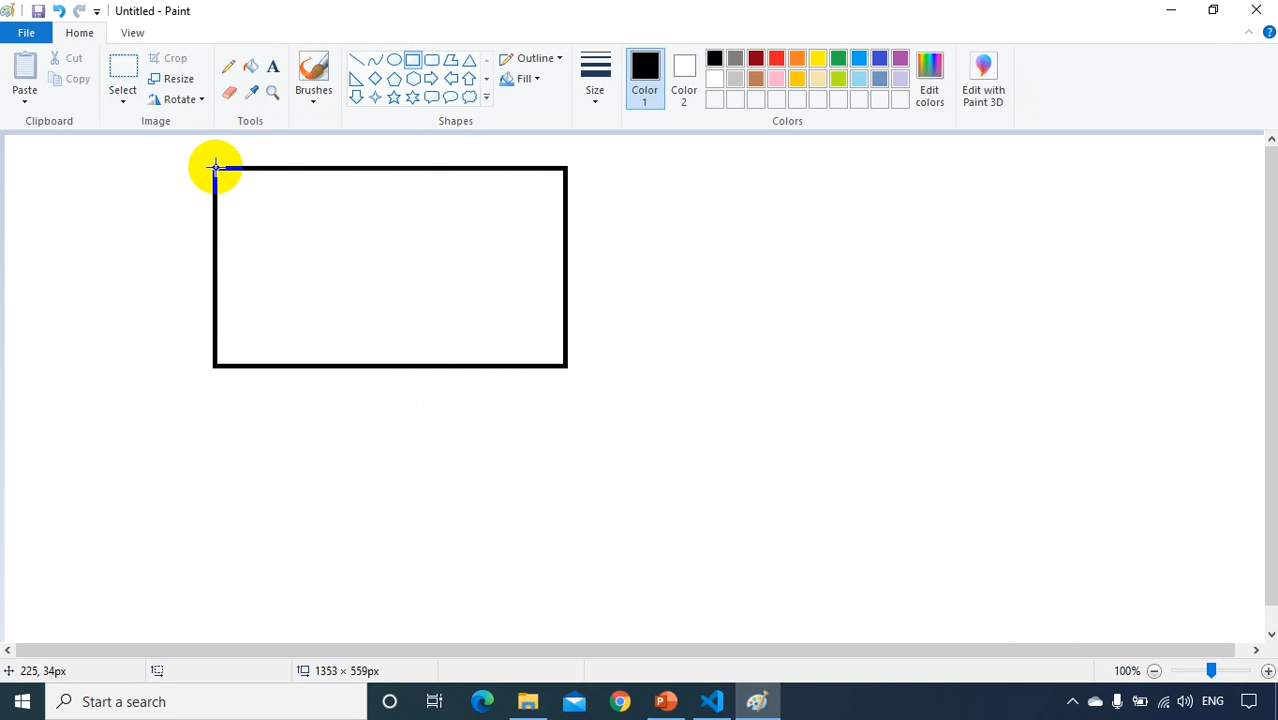 Untitled - Paint
File
Home
View
Paste
Cut
Copy
Clipboard
Select
Crop
Resize
Rotate
Image
A
Tools
Brushes
Shapes
Outline
Fill
Size
Color
1
Color
2
Edit
colors
Colors
Edit with
Paint 3D
225, 34px
1353 × 559px
100%
Start a search
ENG